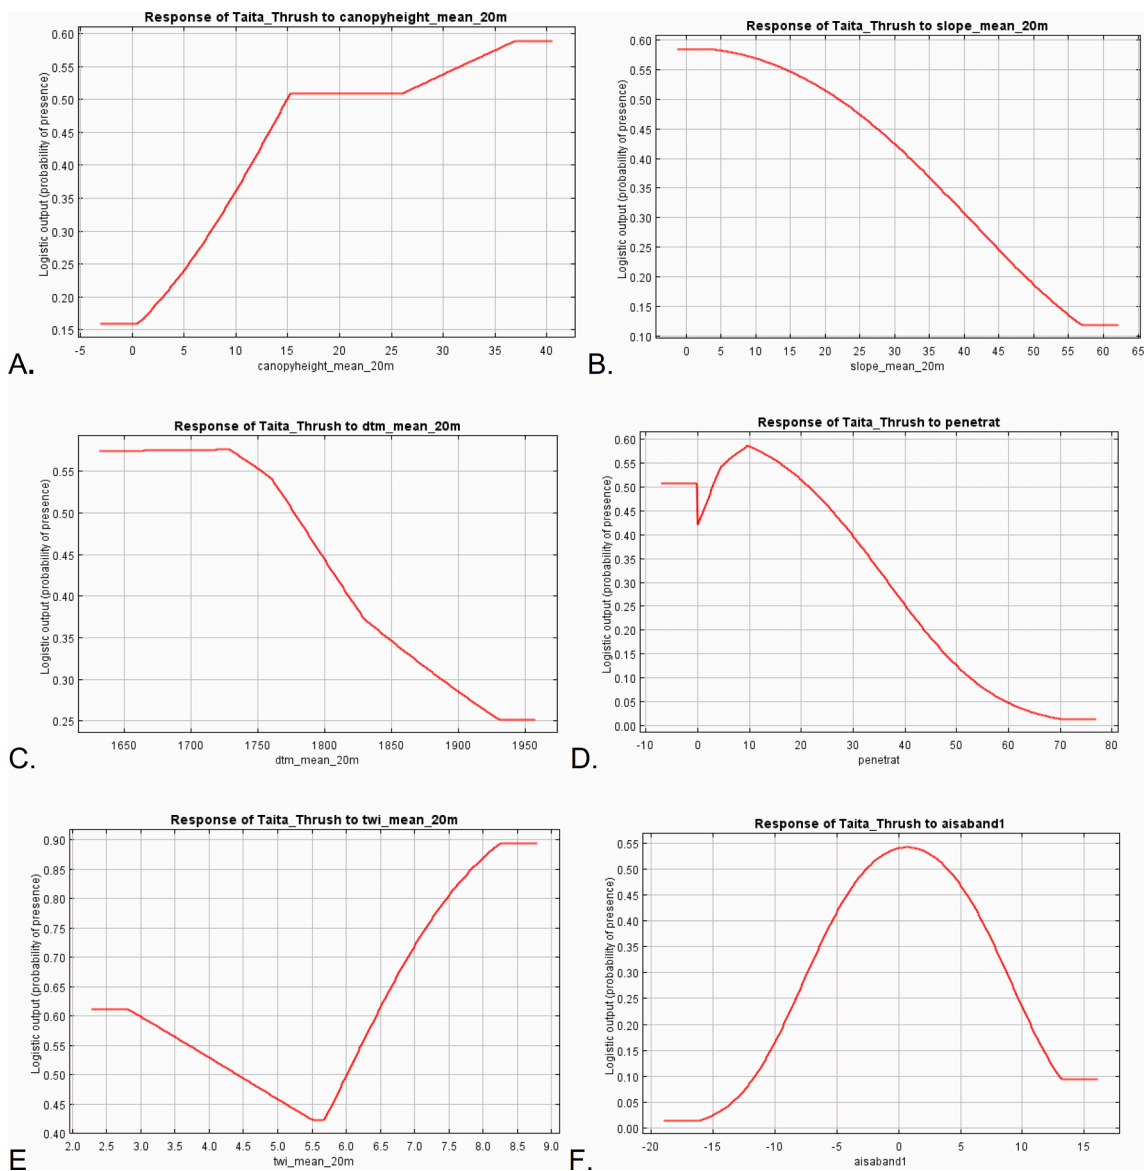 Response of Taita_Thrush to canopyheight_mean_20m
Logistic output (probability of presence)
0.60
0.55
0.50
0.45
0.40
0.35
0.30
0.25
0.20
0.15
-5 0 5 10 15 20 25 30 35 40
canopyheight_mean_20m
A.
Response of Taita_Thrush to slope_mean_20m
Logistic output (probability of presence)
0.60
0.55
0.50
0.45
0.40
0.35
0.30
0.25
0.20
0.15
0.10
0 5 10 15 20 25 30 35 40 45 50 55 60 65
slope_mean_20m
B.
Response of Taita_Thrush to dtm_mean_20m
Logistic output (probability of presence)
0.55
0.50
0.45
0.40
0.35
0.30
0.25
1650 1700 1750 1800 1850 1900 1950
dtm_mean_20m
C.
Response of Taita_Thrush to penetrat
Logistic output (probability of presence)
0.60
0.55
0.50
0.45
0.40
0.35
0.30
0.25
0.20
0.15
0.10
0.05
0.00
-10 0 10 20 30 40 50 60 70 80
penetrat
D.
Response of Taita_Thrush to twi_mean_20m
Logistic output (probability of presence)
0.90
0.85
0.80
0.75
0.70
0.65
0.60
0.55
0.50
0.45
0.40
2.0 2.5 3.0 3.5 4.0 4.5 5.0 5.5 6.0 6.5 7.0 7.5 8.0 8.5 9.0
twi_mean_20m
E
Response of Taita_Thrush to aisaband1
Logistic output (probability of presence)
0.55
0.50
0.45
0.40
0.35
0.30
0.25
0.20
0.15
0.10
0.05
0.00
-20 -15 -10 -5 0 5 10 15
aisaband1
F.